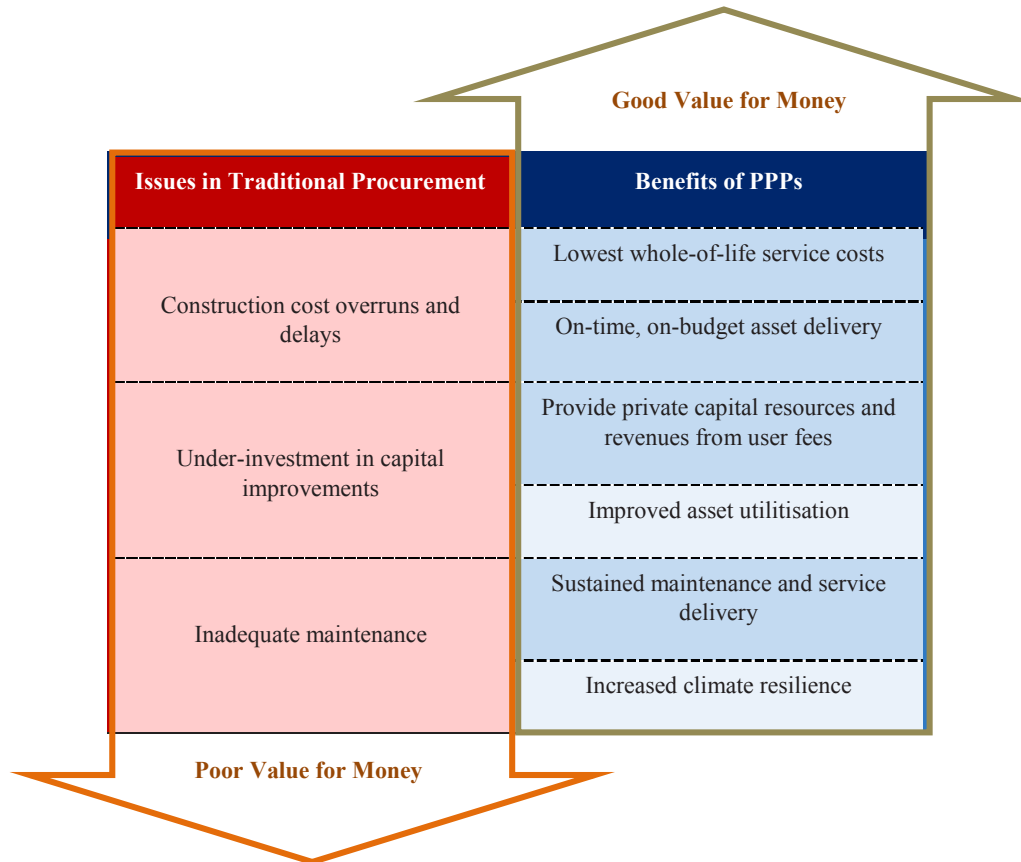 Good Value for Money
Issues in Traditional Procurement
Benefits of PPPs
Construction cost overruns and
delays
Under-investment in capital
improvements
Inadequate maintenance
Lowest whole-of-life service costs
On-time, on-budget asset delivery
Provide private capital resources and
revenues from user fees
Improved asset utilitisation
Sustained maintenance and service
delivery
Increased climate resilience
Poor Value for Money